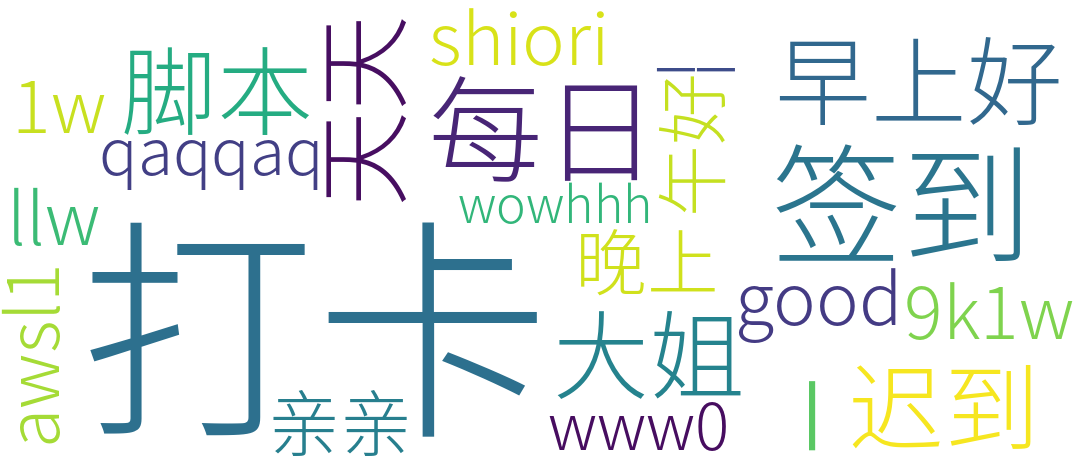 shiori
天天
早上好
脚本
每日
1w
午好
qaqqaq
签到
wowhhh
llw
打卡
晚上
good
9k1w
awsl1
大姐
迟到
亲亲
www0